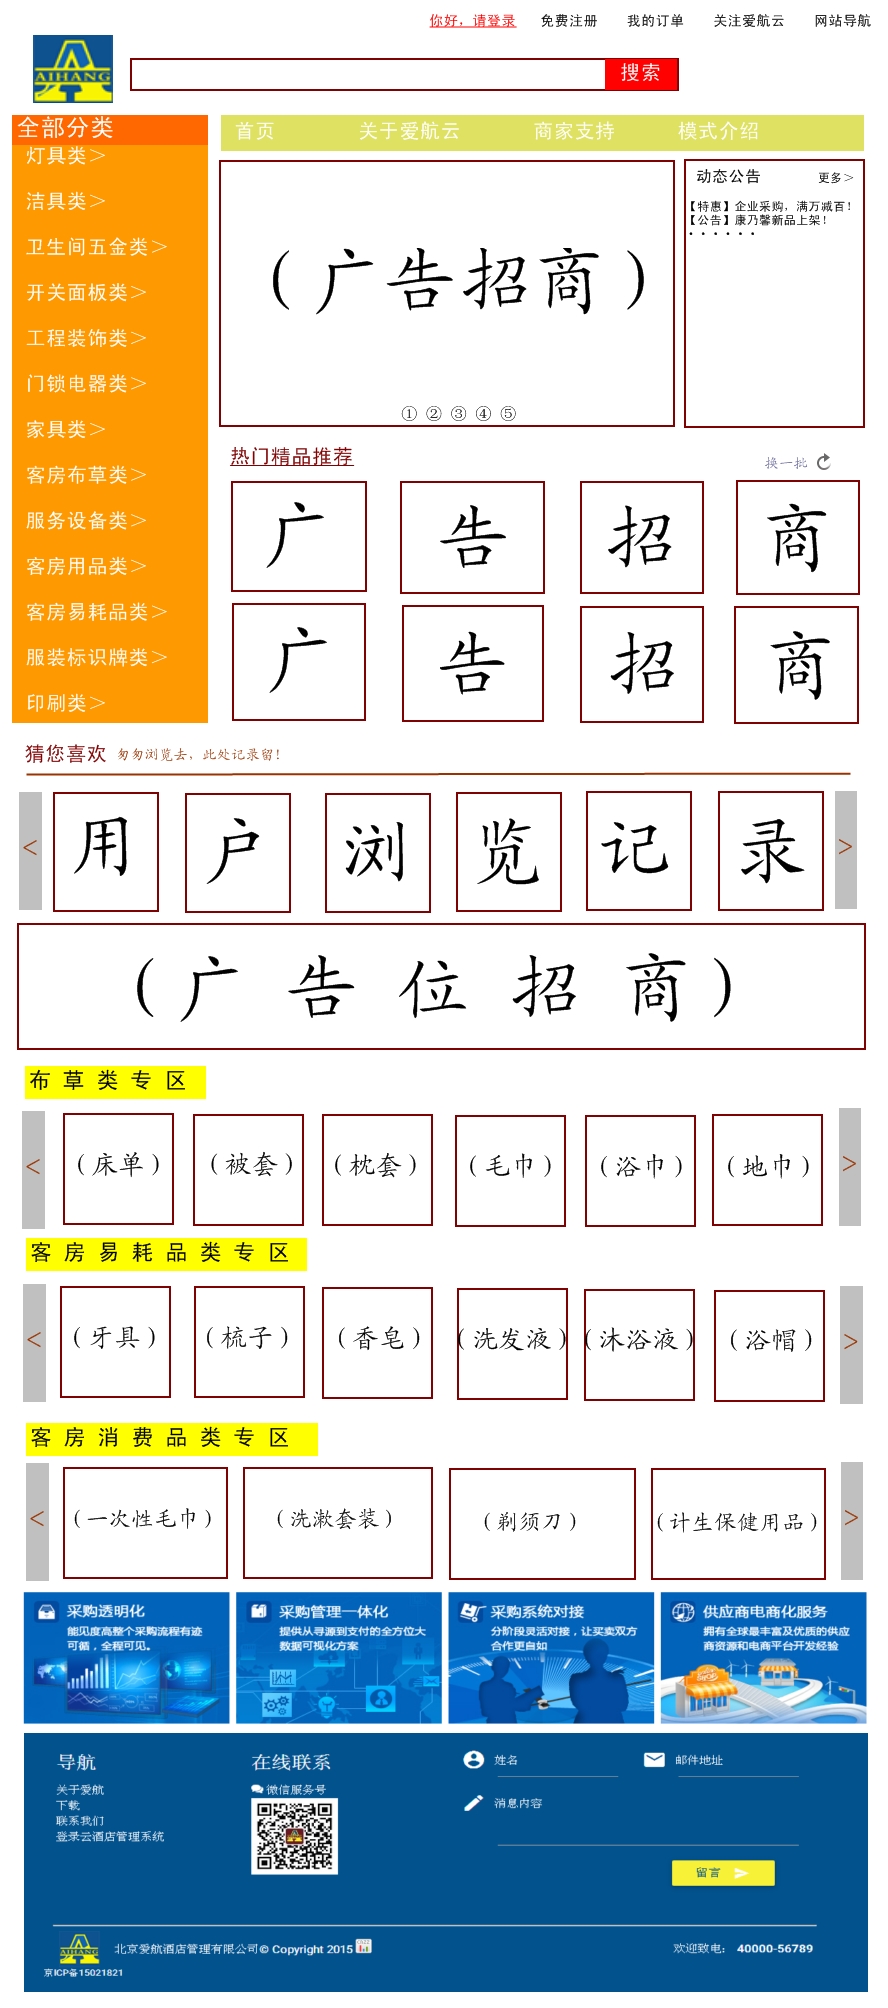 你好，请登录 免费注册 我的订单 关注爱航云 网站导航
AIHANG
搜索
全部分类
首页 关于爱航云 商家支持 模式介绍
灯具类＞
洁具类＞
卫生间五金类＞
开关面板类＞
工程装饰类＞
门锁电器类＞
家具类＞
客房布草类＞
服务设备类＞
客房用品类＞
客房易耗品类＞
服装标识牌类＞
印刷类＞
（广告招商）
① ② ③ ④ ⑤
动态公告 更多＞
【特惠】企业采购，满万减百！
【公告】康乃馨新品上架！
······
热门精品推荐 换一批
广 告 招 商
广 告 招 商
猜您喜欢 匆匆浏览去，此处记录留！
< 用 户 浏 览 记 录 >
（广 告 位 招 商）
布草类专区
< （床单） （被套） （枕套） （毛巾） （浴巾） （地巾） >
客房易耗品类专区
< （牙具） （梳子） （香皂） （洗发液） （沐浴液） （浴帽） >
客房消费品类专区
< （一次性毛巾） （洗漱套装） （剃须刀） （计生保健用品） >
采购透明化
能见度高整个采购流程有迹
可循，全程可见。
采购管理一体化
提供从寻源到支付的全方位大
数据可视化方案
采购系统对接
分阶段灵活对接，让买卖双方
合作更自如
供应商电商化服务
拥有全球最丰富及优质的供应
商资源和电商平台开发经验
导航
关于爱航
下载
联系我们
登录云酒店管理系统
在线联系
微信服务号
姓名 邮件地址
消息内容
留言
AIHANG
北京爱航酒店管理有限公司© Copyright 2015
欢迎致电： 40000-56789
京ICP备15021821